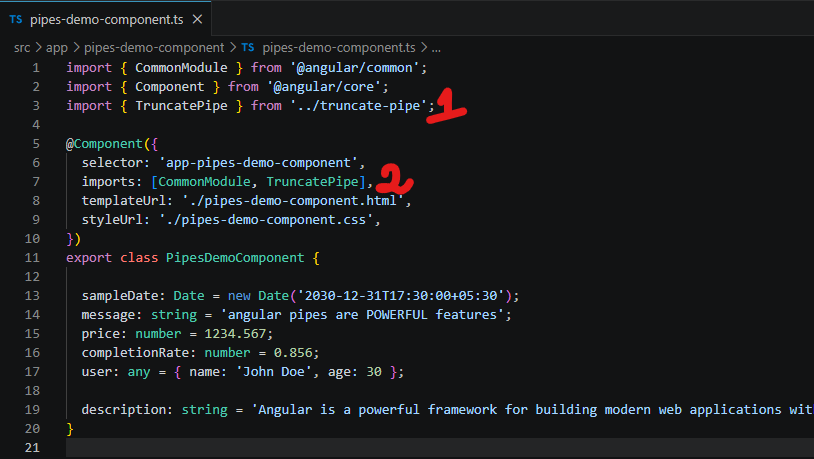 TS pipes-demo-component.ts ×
src > app > pipes-demo-component > TS pipes-demo-component.ts > ...
1 import { CommonModule } from '@angular/common';
2 import { Component } from '@angular/core';
3 import { TruncatePipe } from '../truncate-pipe'; 1
4
5 @Component({
6 selector: 'app-pipes-demo-component',
7 imports: [CommonModule, TruncatePipe], 2
8 templateUrl: './pipes-demo-component.html',
9 styleUrl: './pipes-demo-component.css',
10 })
11 export class PipesDemoComponent {
12
13 sampleDate: Date = new Date('2030-12-31T17:30:00+05:30');
14 message: string = 'angular pipes are POWERFUL features';
15 price: number = 1234.567;
16 completionRate: number = 0.856;
17 user: any = { name: 'John Doe', age: 30 };
18
19 description: string = 'Angular is a powerful framework for building modern web applications wit
20 }
21